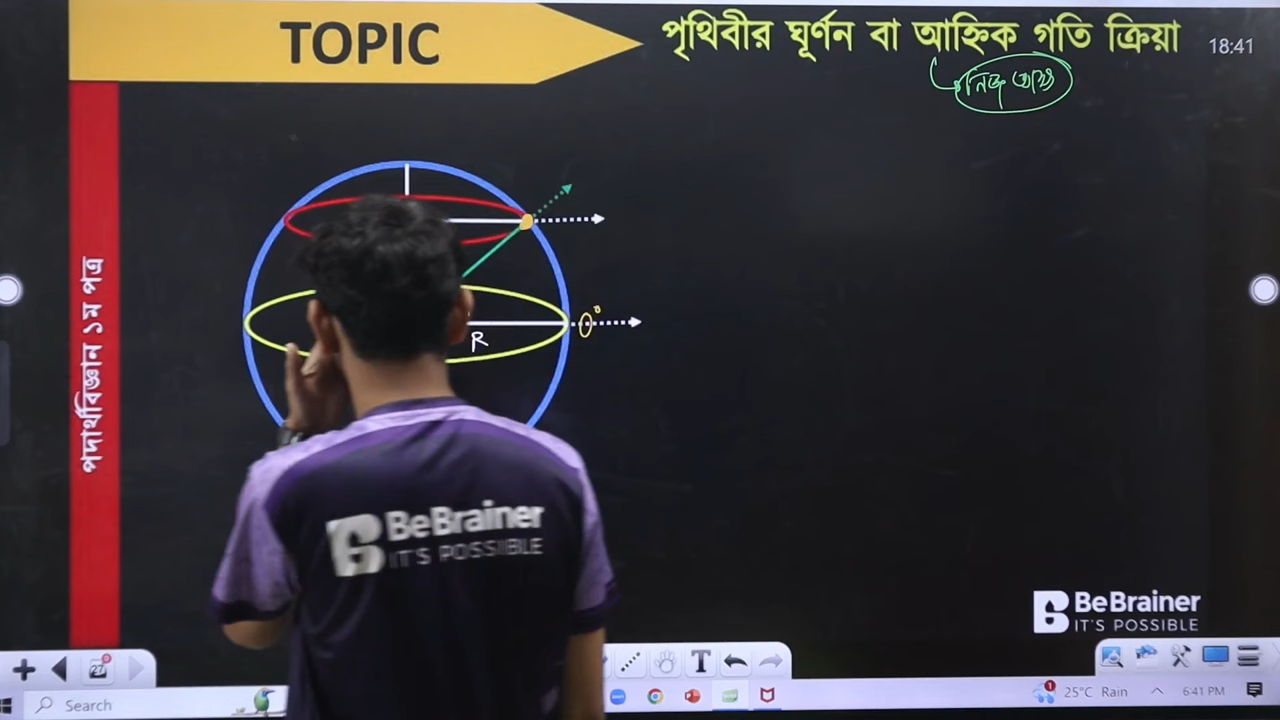 TOPIC
পৃথিবীর ঘূর্ণন বা আহ্নিক গতি ক্রিয়া
18:41
নিজ অক্ষ
পদার্থবিজ্ঞান ১ম পত্র
R
0°
BeBrainer
IT'S POSSIBLE
BeBrainer
IT'S POSSIBLE
27
T
Search
25°C Rain
6:41 PM